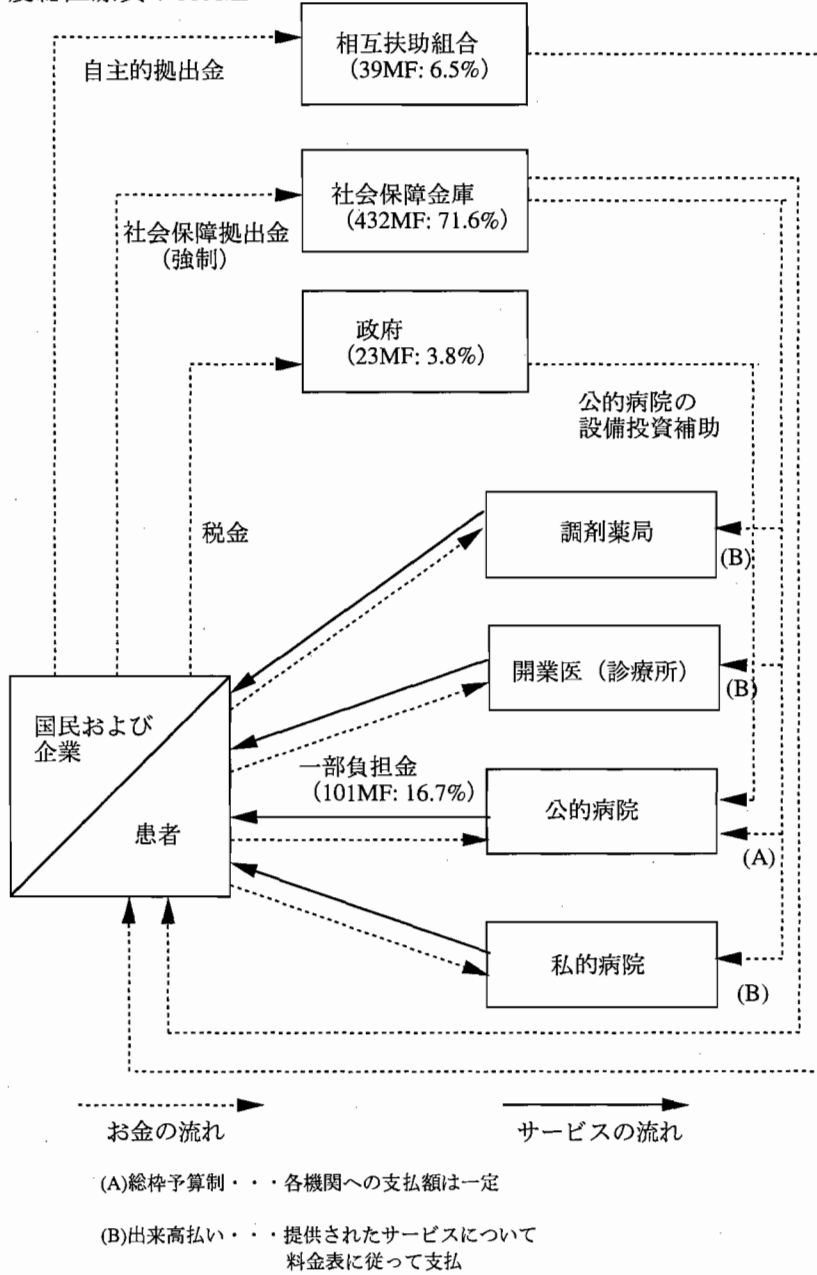 相互扶助組合
(39MF: 6.5%)
自主的拠出金
社会保障金庫
(432MF: 71.6%)
社会保障拠出金
(強制)
政府
(23MF: 3.8%)
公的病院の
設備投資補助
税金
調剤薬局
(B)
開業医（診療所）
(B)
国民および
企業
一部負担金
(101MF: 16.7%)
公的病院
患者
(A)
私的病院
(B)
お金の流れ
サービスの流れ
(A)総枠予算制・・・各機関への支払額は一定
(B)出来高払い・・・提供されたサービスについて
料金表に従って支払